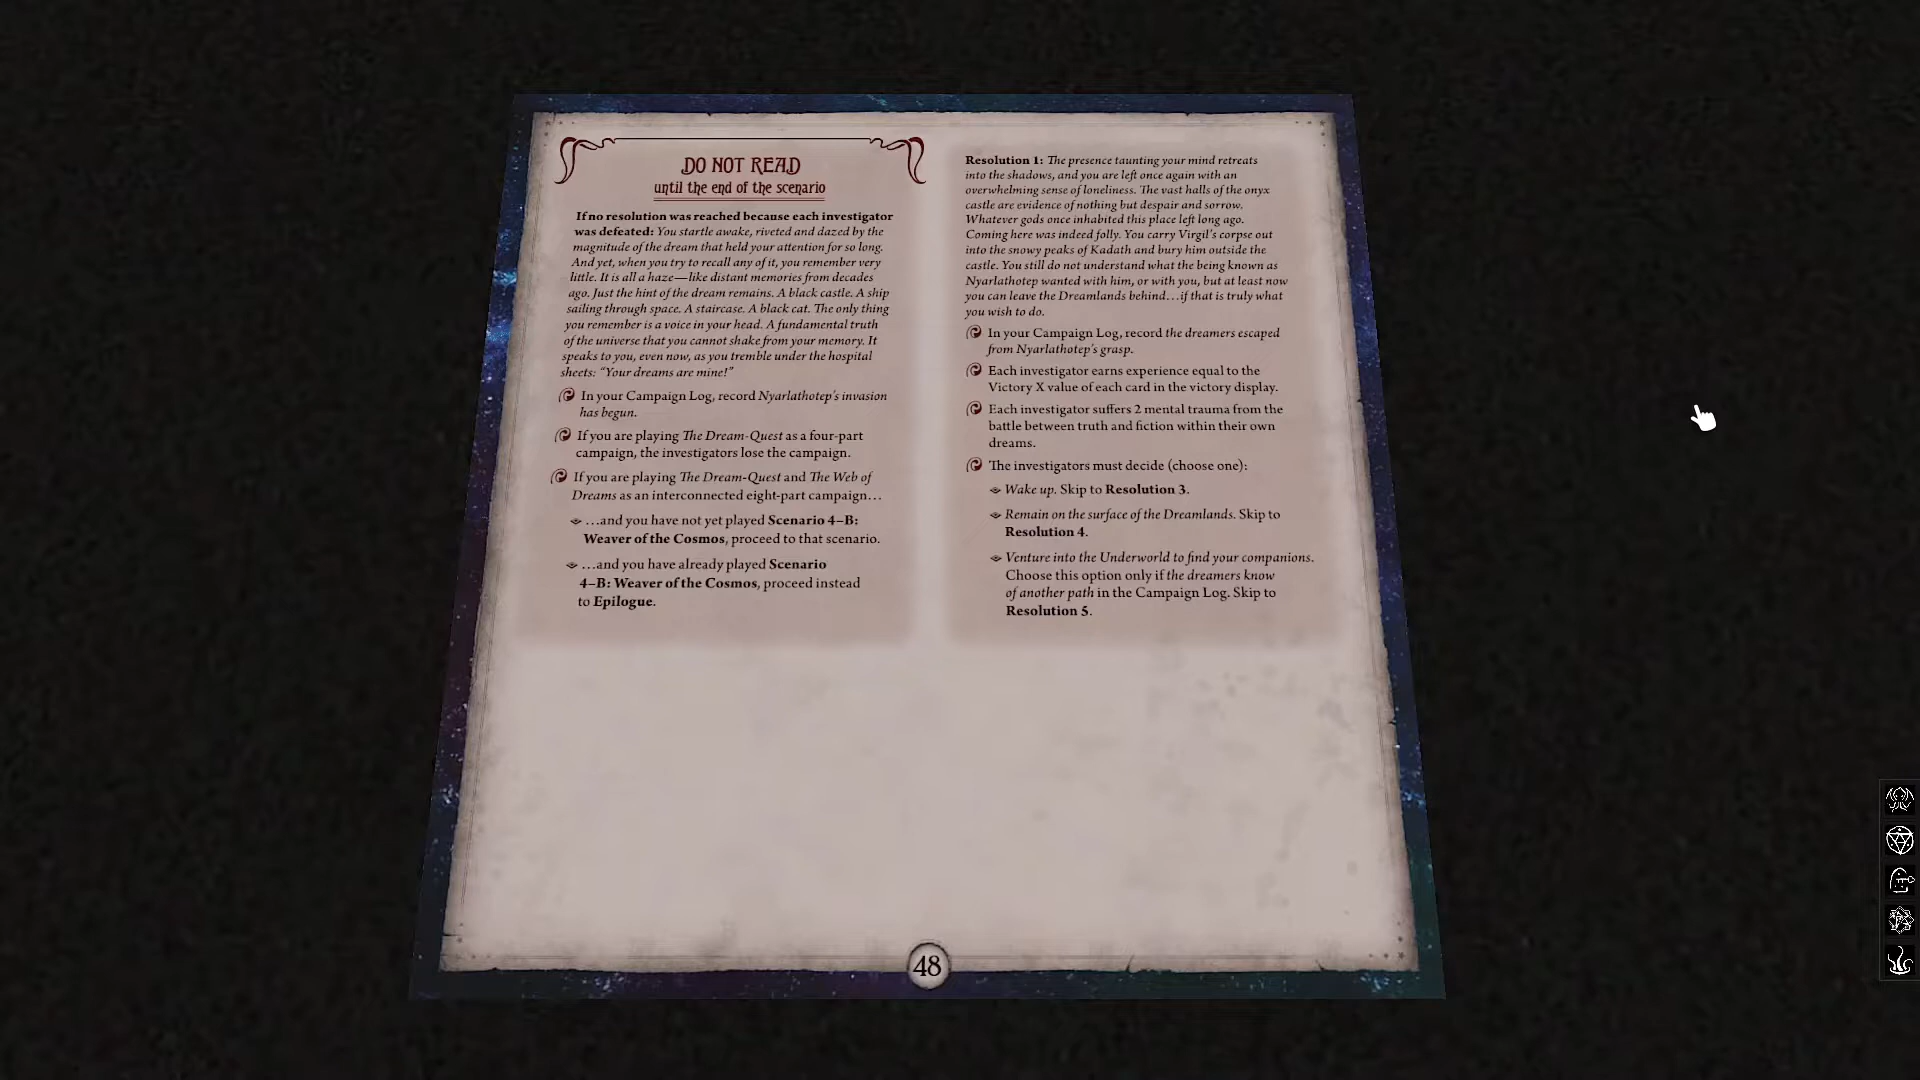 DO NOT READ
until the end of the scenario
If no resolution was reached because each investigator
was defeated: You startle awake, riveted and dazed by the
magnitude of the dream that held your attention for so long.
And yet, when you try to recall any of it, you remember very
little. It is all a haze—like distant memories from decades
ago. Just the hint of the dream remains. A black castle. A ship
sailing through space. A staircase. A black cat. The only thing
you remember is a voice in your head. A fundamental truth
of the universe that you cannot shake from your memory. It
speaks to you, even now, as you tremble under the hospital
sheets: “Your dreams are mine!”
In your Campaign Log, record Nyarlathotep’s invasion
has begun.
If you are playing The Dream-Quest as a four-part
campaign, the investigators lose the campaign.
If you are playing The Dream-Quest and The Web of
Dreams as an interconnected eight-part campaign…
…and you have not yet played Scenario 4–B:
Weaver of the Cosmos, proceed to that scenario.
…and you have already played Scenario
4–B: Weaver of the Cosmos, proceed instead
to Epilogue.
Resolution 1: The presence taunting your mind retreats
into the shadows, and you are left once again with an
overwhelming sense of loneliness. The vast halls of the onyx
castle are evidence of nothing but despair and sorrow.
Whatever gods once inhabited this place left long ago.
Coming here was indeed folly. You carry Virgil’s corpse out
into the snowy peaks of Kadath and bury him outside the
castle. You still do not understand what the being known as
Nyarlathotep wanted with him, or with you, but at least now
you can leave the Dreamlands behind…if that is truly what
you wish to do.
In your Campaign Log, record the dreamers escaped
from Nyarlathotep’s grasp.
Each investigator earns experience equal to the
Victory X value of each card in the victory display.
Each investigator suffers 2 mental trauma from the
battle between truth and fiction within their own
dreams.
The investigators must decide (choose one):
Wake up. Skip to Resolution 3.
Remain on the surface of the Dreamlands. Skip to
Resolution 4.
Venture into the Underworld to find your companions.
Choose this option only if the dreamers know
of another path in the Campaign Log. Skip to
Resolution 5.
48